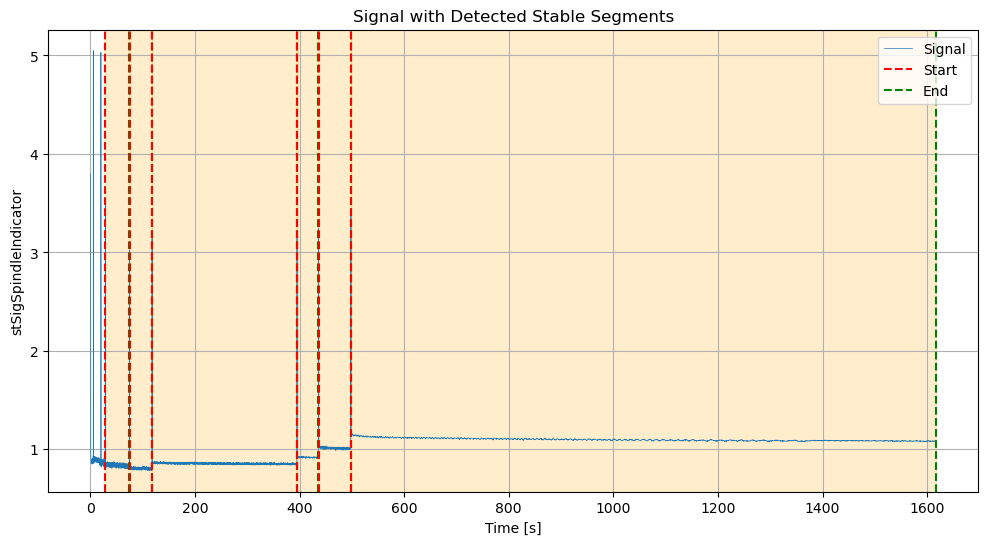 Signal with Detected Stable Segments
Signal
Start
End
stSigSpindleIndicator
5
4
3
2
1
0
200
400
600
800
1000
1200
1400
1600
Time [s]